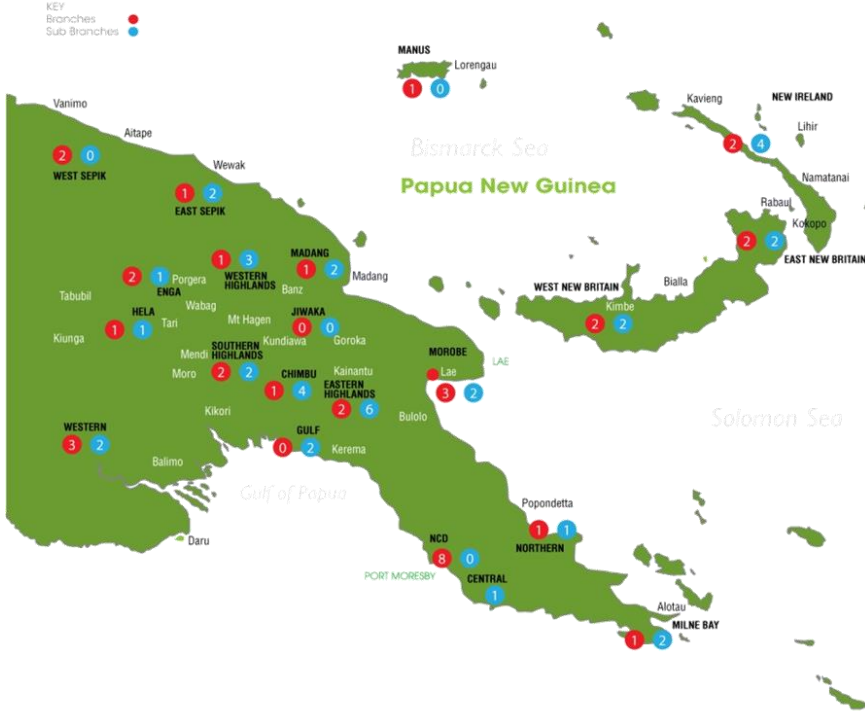 KEY
Branches
Sub Branches
MANUS
Lorengau
1 0
Kavieng
NEW IRELAND
2 4
Lihir
Namatanai
Bismarck Sea
Papua New Guinea
Vanimo
Aitape
2 0
WEST SEPIK
Wewak
1 2
EAST SEPIK
Rabaul
Kokopo
2 2
EAST NEW BRITAIN
1 3
WESTERN
HIGHLANDS
MADANG
1 2
Madang
Banz
2 1
ENGA
Porgera
Tabubil
Wabag
WEST NEW BRITAIN
Bialla
Kimbe
2 2
HELA
1 1
Tari
Kiunga
Mt Hagen
JIWAKA
0 0
Kundiawa
Goroka
Mendi
SOUTHERN
HIGHLANDS
2 2
Moro
CHIMBU
1 4
Kainantu
EASTERN
HIGHLANDS
2 6
MOROBE
Lae
LAE
3 2
Bulolo
Kikori
Solomon Sea
WESTERN
3 2
Balimo
GULF
0 2
Kerema
Gulf of Papua
Daru
Popondetta
1 1
NORTHERN
NCD
8 0
PORT MORESBY
CENTRAL
1
Alotau
MILNE BAY
1 2